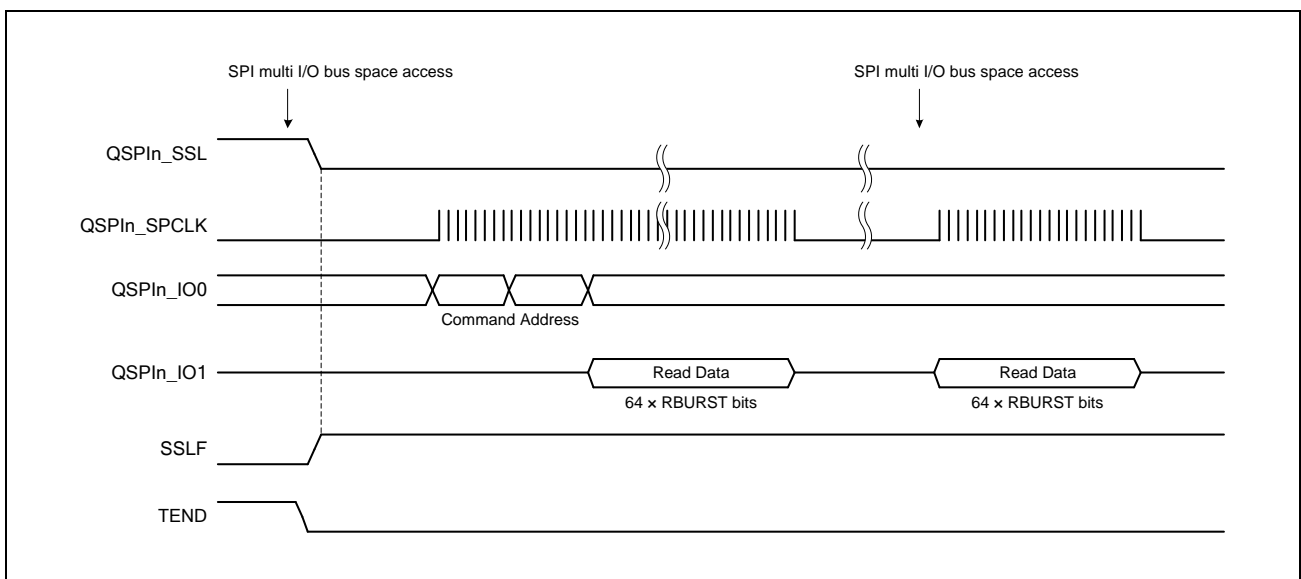 SPI multi I/O bus space access
SPI multi I/O bus space access
QSPIn_SSL
QSPIn_SPCLK
QSPIn_IO0
Command Address
QSPIn_IO1
Read Data
Read Data
64 × RBURST bits
64 × RBURST bits
SSLF
TEND